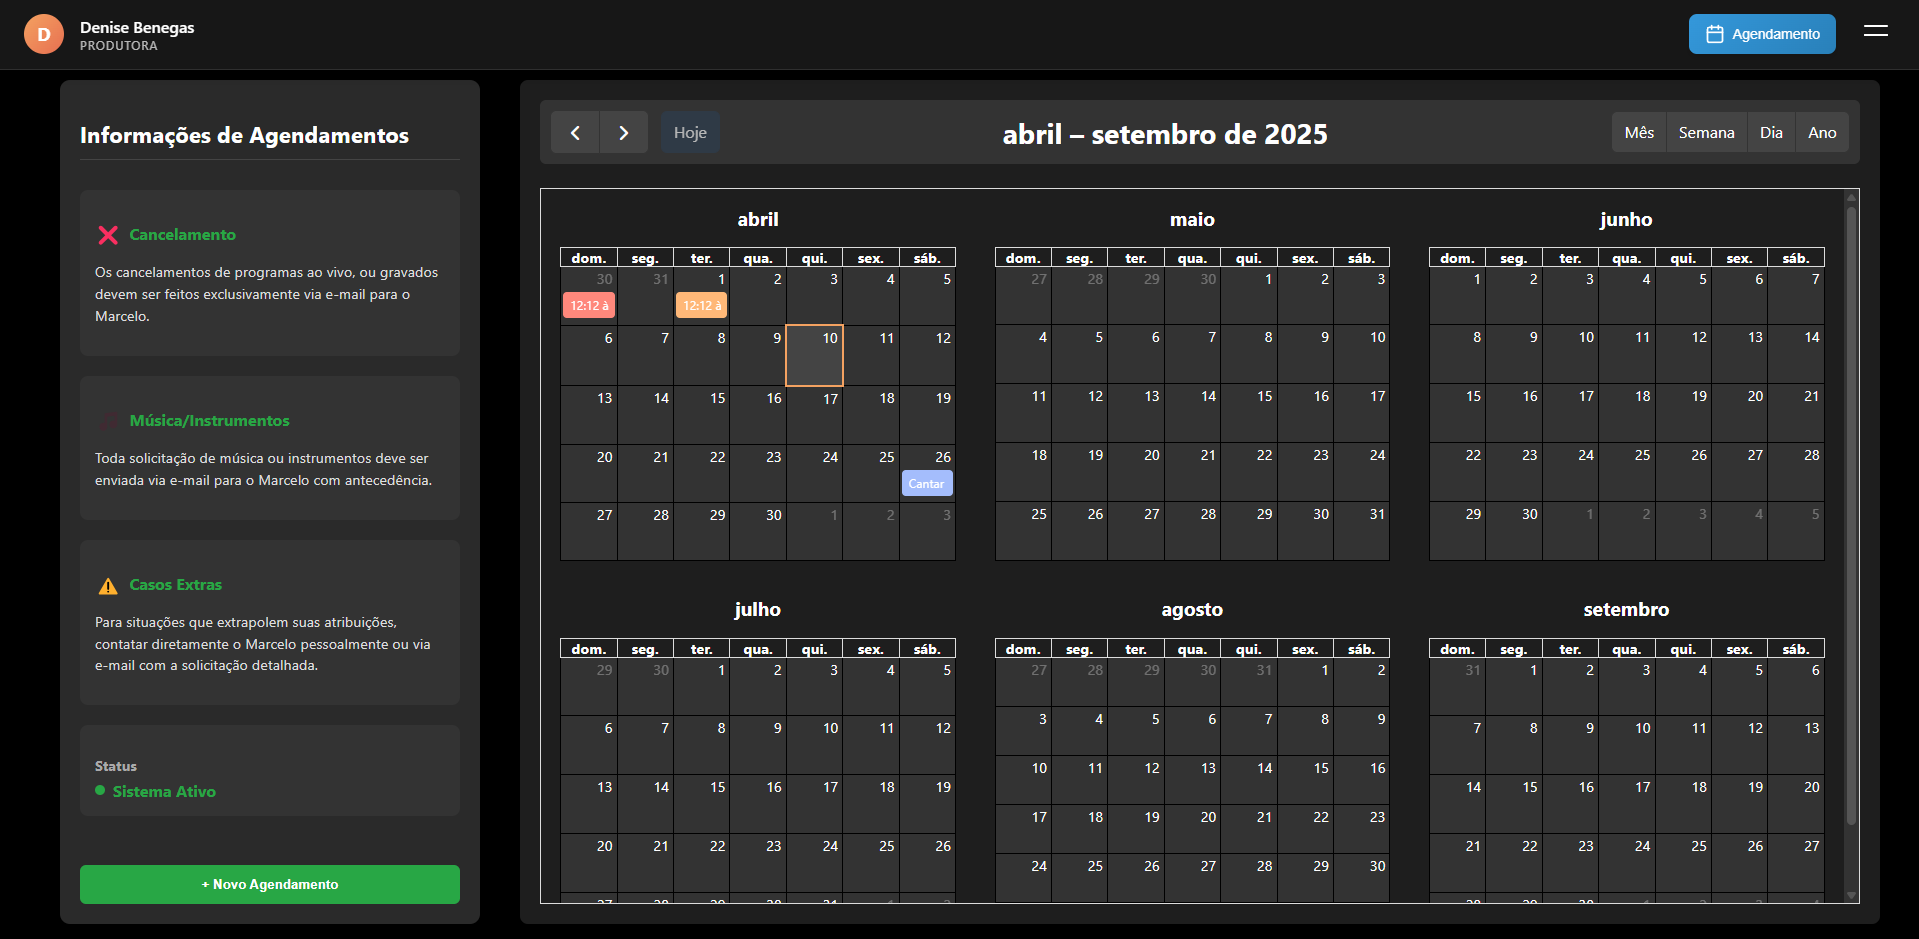 D
Denise Benegas
PRODUTORA
Agendamento
Informações de Agendamentos
Cancelamento
Os cancelamentos de programas ao vivo, ou gravados
devem ser feitos exclusivamente via e-mail para o
Marcelo.
Música/Instrumentos
Toda solicitação de música ou instrumentos deve ser
enviada via e-mail para o Marcelo com antecedência.
Casos Extras
Para situações que extrapolem suas atribuições,
contatar diretamente o Marcelo pessoalmente ou via
e-mail com a solicitação detalhada.
Status
Sistema Ativo
+ Novo Agendamento
Hoje
abril – setembro de 2025
Mês Semana Dia Ano
abril
dom. seg. ter. qua. qui. sex. sáb.
30 31 1 2 3 4 5
12:12 à 12:12 à
6 7 8 9 10 11 12
13 14 15 16 17 18 19
20 21 22 23 24 25 26
Cantar
27 28 29 30 1 2 3
maio
dom. seg. ter. qua. qui. sex. sáb.
27 28 29 30 1 2 3
4 5 6 7 8 9 10
11 12 13 14 15 16 17
18 19 20 21 22 23 24
25 26 27 28 29 30 31
junho
dom. seg. ter. qua. qui. sex. sáb.
1 2 3 4 5 6 7
8 9 10 11 12 13 14
15 16 17 18 19 20 21
22 23 24 25 26 27 28
29 30 1 2 3 4 5
julho
dom. seg. ter. qua. qui. sex. sáb.
29 30 1 2 3 4 5
6 7 8 9 10 11 12
13 14 15 16 17 18 19
20 21 22 23 24 25 26
agosto
dom. seg. ter. qua. qui. sex. sáb.
27 28 29 30 31 1 2
3 4 5 6 7 8 9
10 11 12 13 14 15 16
17 18 19 20 21 22 23
24 25 26 27 28 29 30
setembro
dom. seg. ter. qua. qui. sex. sáb.
31 1 2 3 4 5 6
7 8 9 10 11 12 13
14 15 16 17 18 19 20
21 22 23 24 25 26 27